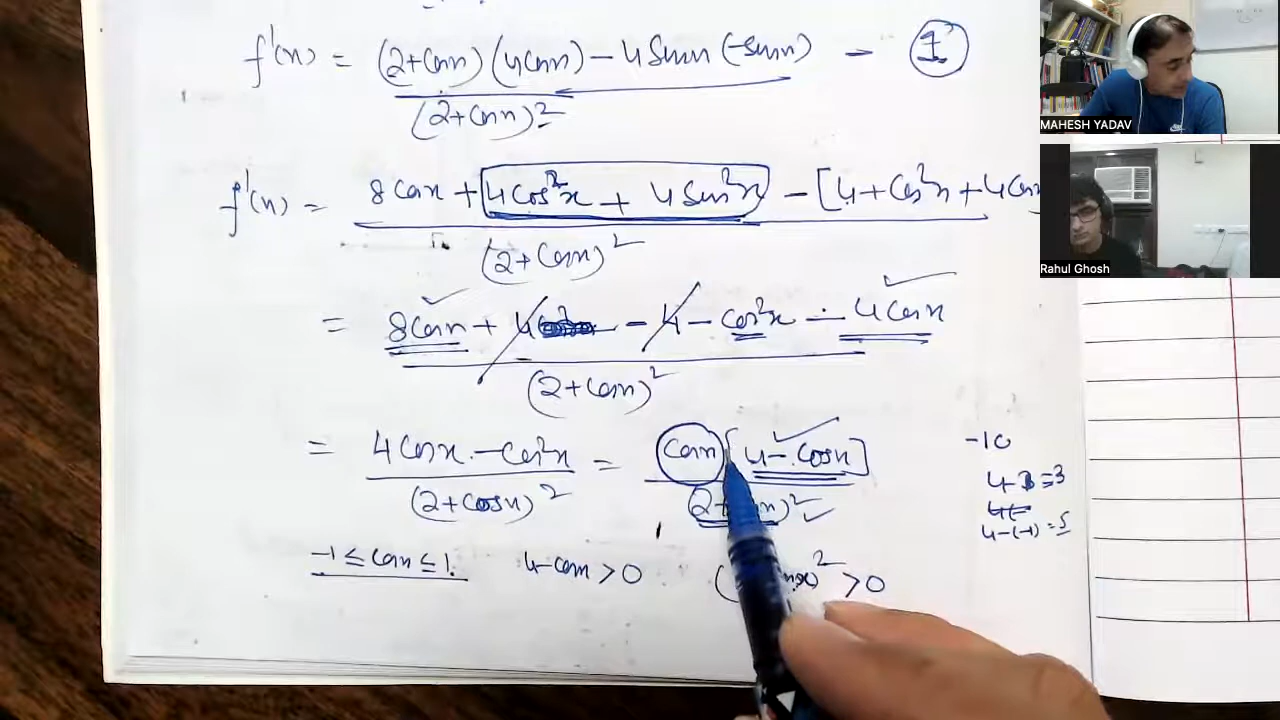 f'(x) = (2+cosx)(4cosx) – 4sinx(-sinx) – 1
(2+cosx)²
f'(x) = 8cosx + 4cos²x + 4sin²x – [4 + cos²x + 4cosx
(2+cosx)²
= 8cosx + 4 – 4 – cos²x – 4cosx
(2+cosx)²
= 4cosx – cos²x = cosx[4 – cosx]
(2+cosx)² (2+cosx)²
-1 ≤ cosx ≤ 1. 4-cosx > 0 )² > 0
-1
4-1=3
4-(-1)=5
MAHESH YADAV
Rahul Ghosh